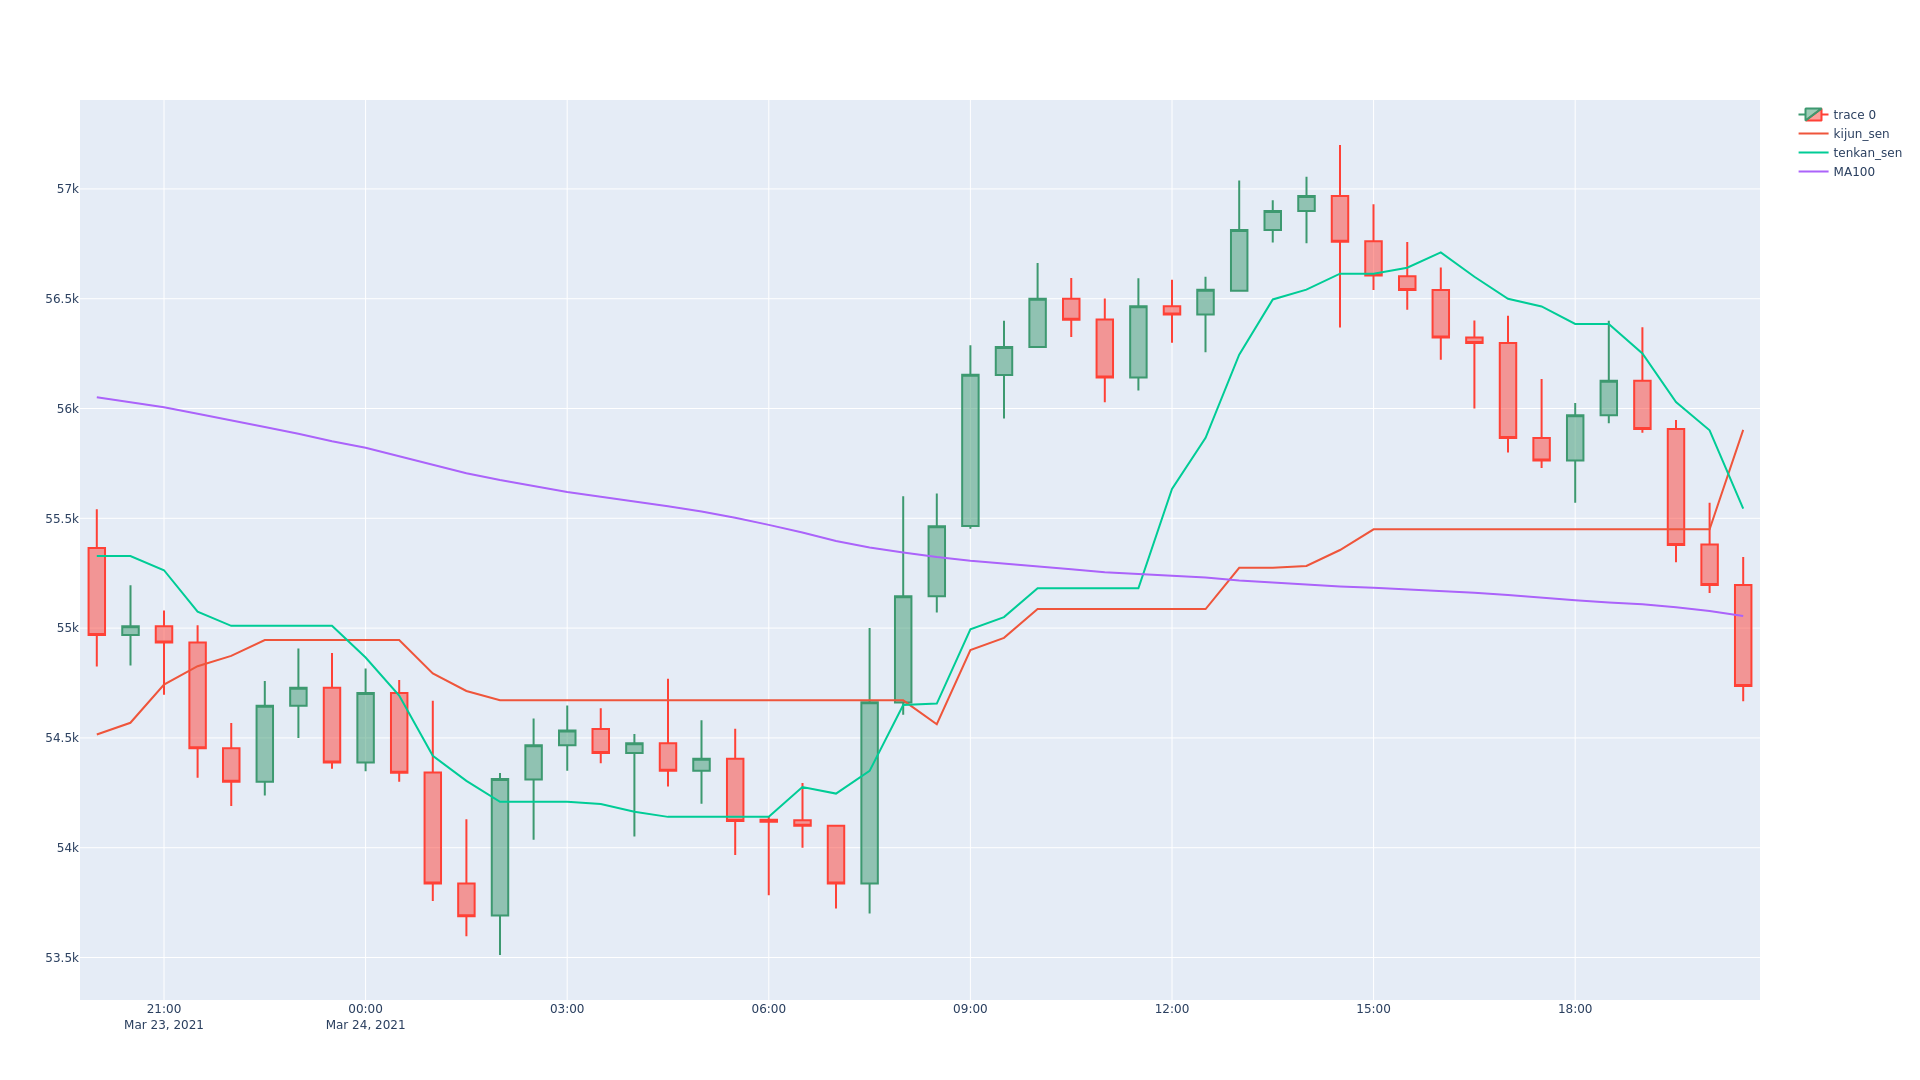 trace 0
kijun_sen
tenkan_sen
MA100
57k
56.5k
56k
55.5k
55k
54.5k
54k
53.5k
21:00 00:00 03:00 06:00 09:00 12:00 15:00 18:00
Mar 23, 2021 Mar 24, 2021